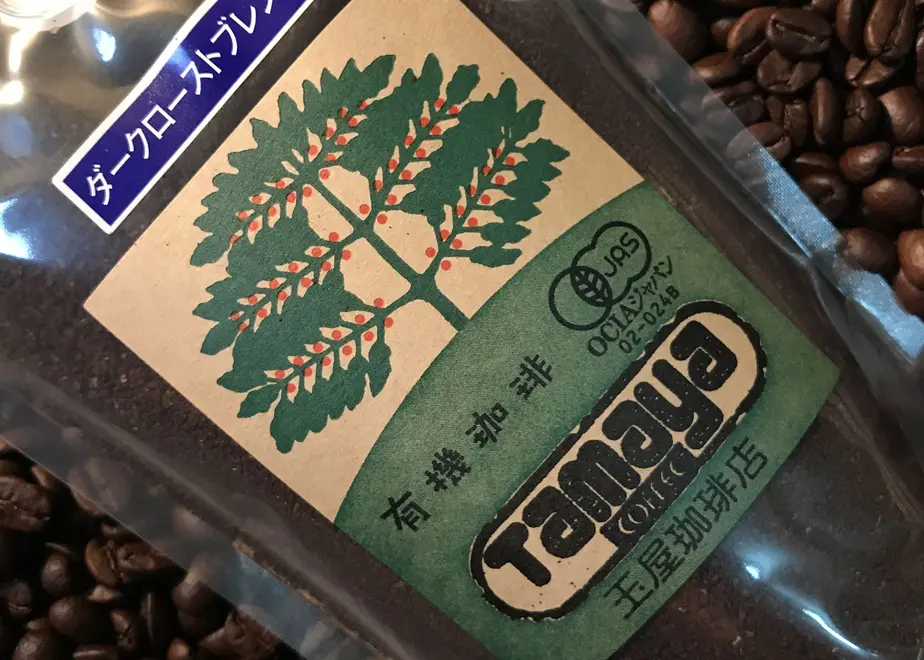 ダークローストブレン
JAS
OCIAジャパン
02-024B
有機珈琲
Tamaya
COFFEE
玉屋珈琲店